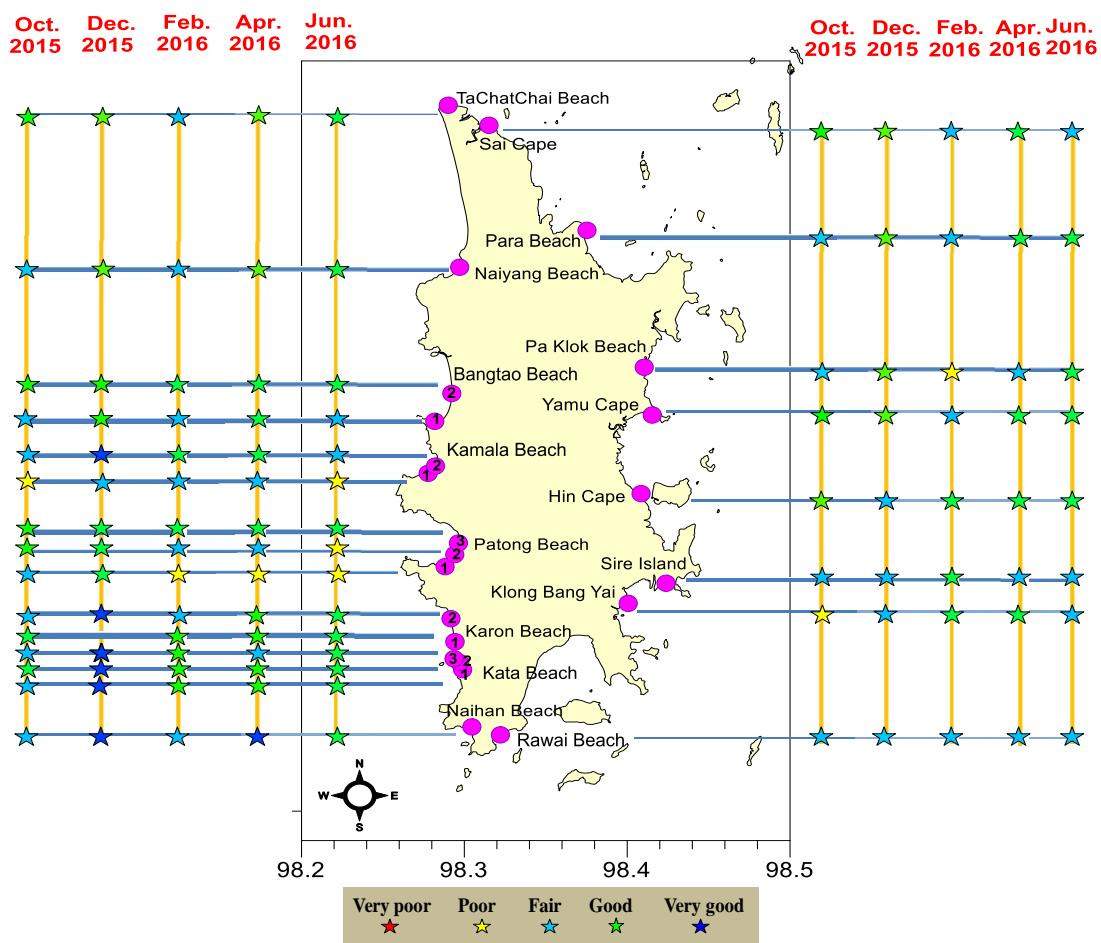 Oct. Dec. Feb. Apr. Jun.
2015 2015 2016 2016 2016
Oct. Dec. Feb. Apr. Jun.
2015 2015 2016 2016 2016
TaChatChai Beach
Sai Cape
Para Beach
Naiyang Beach
Pa Klok Beach
Bangtao Beach
2
Yamu Cape
1
Kamala Beach
2
1
Hin Cape
3
Patong Beach
2
1
Sire Island
Klong Bang Yai
2
Karon Beach
1
3
2
Kata Beach
1
Naihan Beach
Rawai Beach
N
W E
S
98.2 98.3 98.4 98.5
Very poor Poor Fair Good Very good